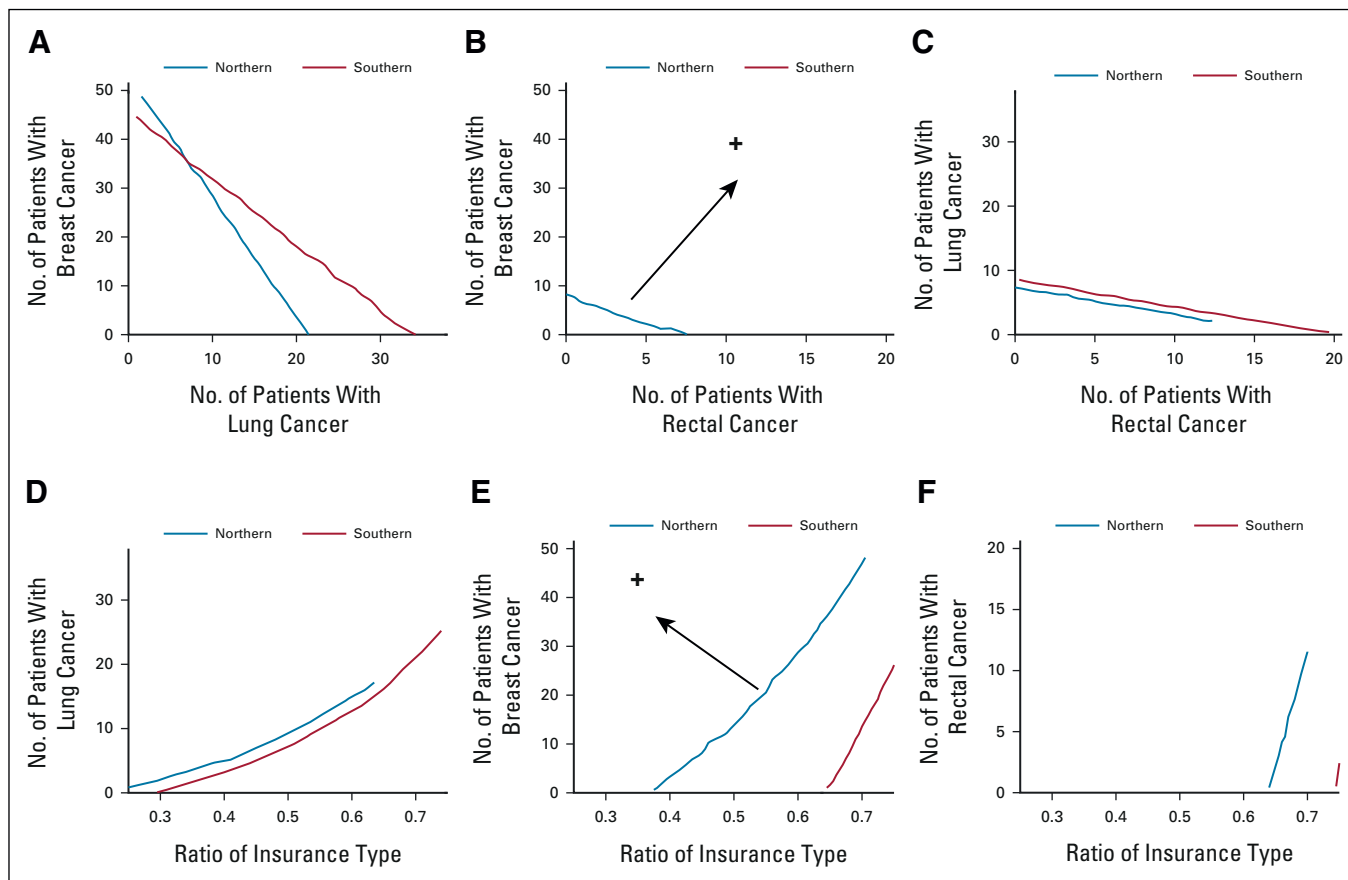 A
Northern Southern
50
40
30
20
10
0
0 10 20 30
No. of Patients With
Breast Cancer
No. of Patients With
Lung Cancer
B
Northern Southern
50
40
30
20
10
0
0 5 10 15 20
+
No. of Patients With
Breast Cancer
No. of Patients With
Rectal Cancer
C
Northern Southern
30
20
10
0
0 5 10 15 20
No. of Patients With
Lung Cancer
No. of Patients With
Rectal Cancer
D
Northern Southern
30
20
10
0
0.3 0.4 0.5 0.6 0.7
No. of Patients With
Lung Cancer
Ratio of Insurance Type
E
Northern Southern
50
40
30
20
10
0
0.3 0.4 0.5 0.6 0.7
+
No. of Patients With
Breast Cancer
Ratio of Insurance Type
F
Northern Southern
20
15
10
5
0
0.3 0.4 0.5 0.6 0.7
No. of Patients With
Rectal Cancer
Ratio of Insurance Type